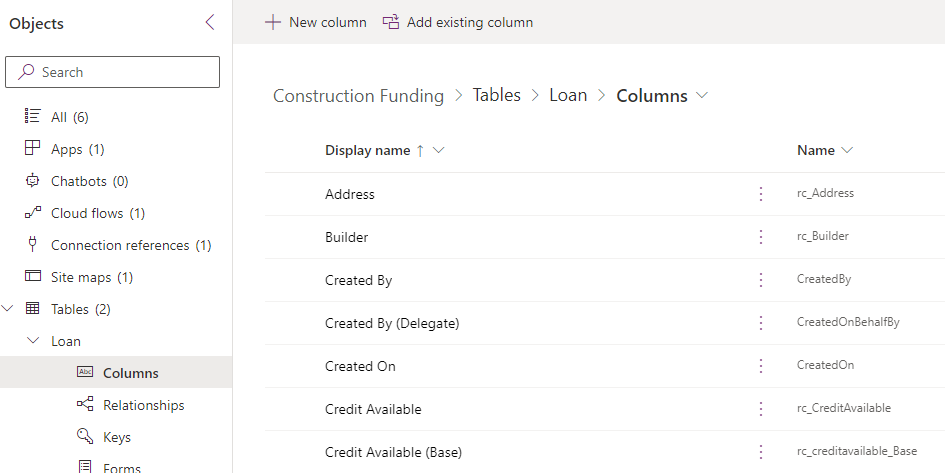 Objects
Search
All (6)
Apps (1)
Chatbots (0)
Cloud flows (1)
Connection references (1)
Site maps (1)
Tables (2)
Loan
Abc Columns
Relationships
Keys
Forms
New column Add existing column
Construction Funding > Tables > Loan > Columns
Display name ↑ Name
Address rc_Address
Builder rc_Builder
Created By CreatedBy
Created By (Delegate) CreatedOnBehalfBy
Created On CreatedOn
Credit Available rc_CreditAvailable
Credit Available (Base) rc_creditavailable_Base